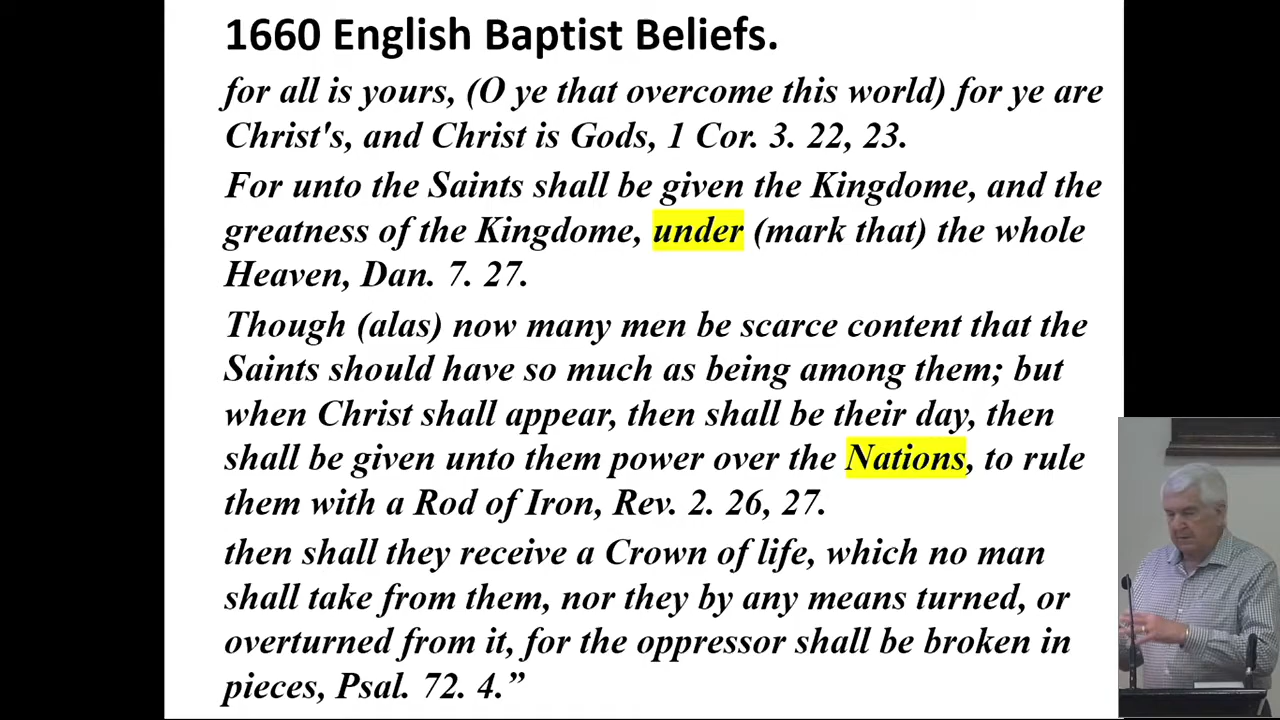 1660 English Baptist Beliefs.
for all is yours, (O ye that overcome this world) for ye are
Christ's, and Christ is Gods, 1 Cor. 3. 22, 23.
For unto the Saints shall be given the Kingdome, and the
greatness of the Kingdome, under (mark that) the whole
Heaven, Dan. 7. 27.
Though (alas) now many men be scarce content that the
Saints should have so much as being among them; but
when Christ shall appear, then shall be their day, then
shall be given unto them power over the Nations, to rule
them with a Rod of Iron, Rev. 2. 26, 27.
then shall they receive a Crown of life, which no man
shall take from them, nor they by any means turned, or
overturned from it, for the oppressor shall be broken in
pieces, Psal. 72. 4.”